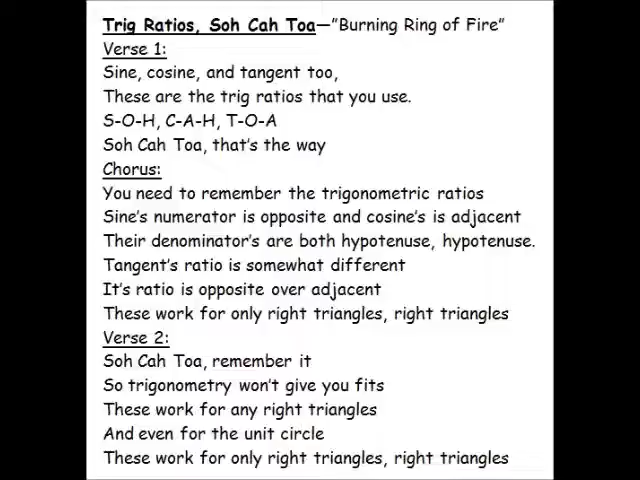 Trig Ratios, Soh Cah Toa—”Burning Ring of Fire”
Verse 1:
Sine, cosine, and tangent too,
These are the trig ratios that you use.
S-O-H, C-A-H, T-O-A
Soh Cah Toa, that's the way
Chorus:
You need to remember the trigonometric ratios
Sine's numerator is opposite and cosine's is adjacent
Their denominator's are both hypotenuse, hypotenuse.
Tangent's ratio is somewhat different
It's ratio is opposite over adjacent
These work for only right triangles, right triangles
Verse 2:
Soh Cah Toa, remember it
So trigonometry won't give you fits
These work for any right triangles
And even for the unit circle
These work for only right triangles, right triangles